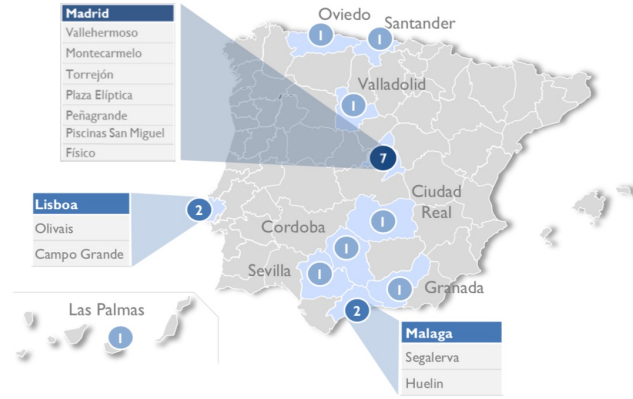 Madrid
Vallehermoso
Montecarmelo
Torrejón
Plaza Elíptica
Peñagrande
Piscinas San Miguel
Físico
Oviedo
1
Santander
1
Valladolid
1
7
Lisboa
Olivais
Campo Grande
2
Ciudad
Real
1
Cordoba
1
Sevilla
1
Granada
1
2
Malaga
Segalerva
Huelin
Las Palmas
1